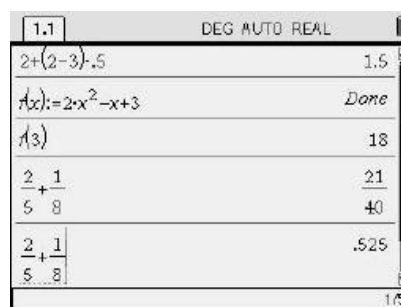 1.1 DEG AUTO REAL
2+(2-3)·.5 1.5
f(x):=2·x²-x+3 Done
f(3) 18
2/5+1/8 21/40
2/5+1/8 .525